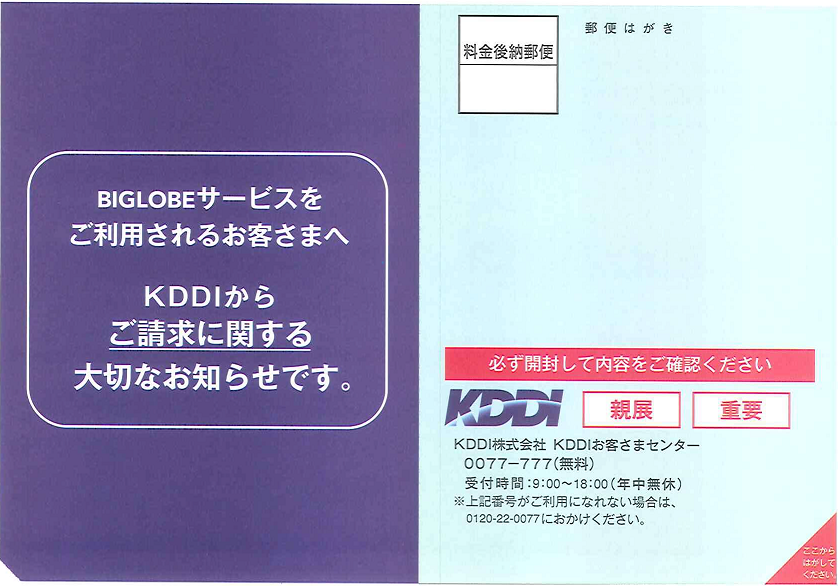 BIGLOBEサービスを
ご利用されるお客さまへ
KDDIから
ご請求に関する
大切なお知らせです。
郵便はがき
料金後納郵便
必ず開封して内容をご確認ください
KDDI 親展 重要
KDDI株式会社 KDDIお客さまセンター
0077−777(無料)
受付時間:9:00〜18:00(年中無休)
※上記番号がご利用になれない場合は、
0120-22-0077におかけください。
ここから
はがして
ください